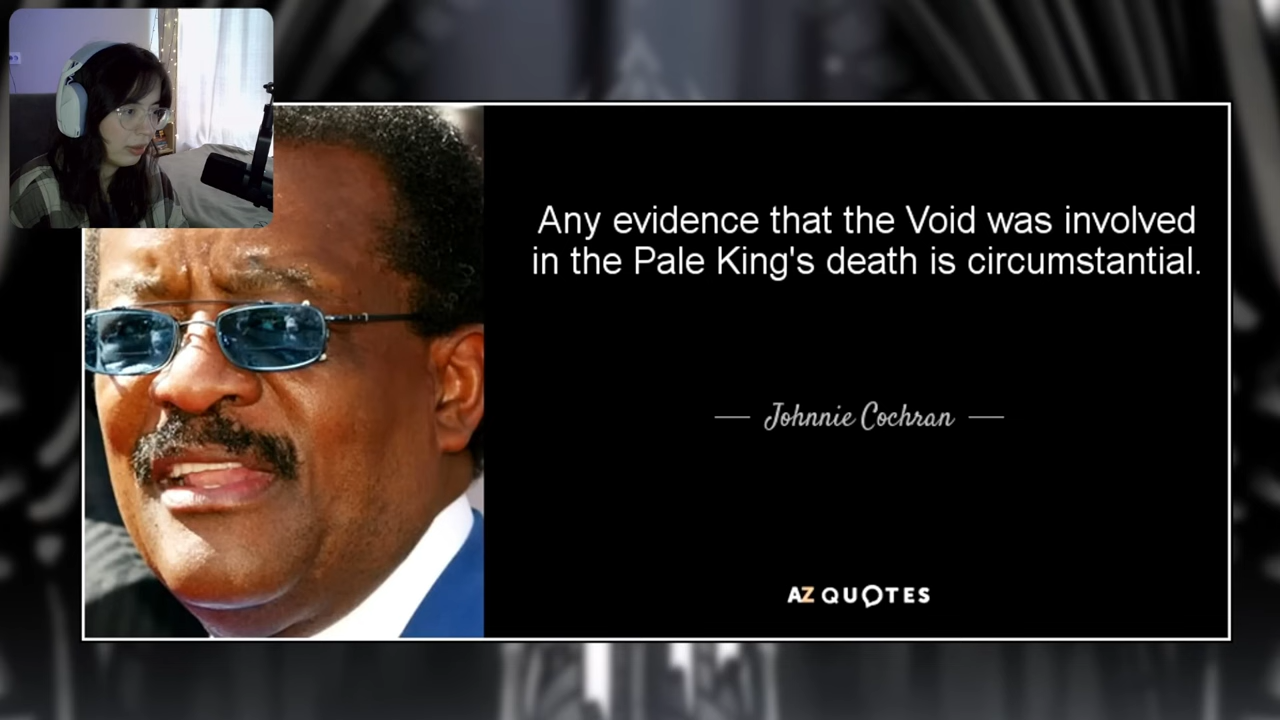 Any evidence that the Void was involved
in the Pale King's death is circumstantial.
Johnnie Cochran
AZ QUOTES